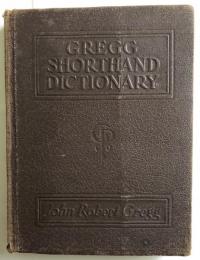 GREGG
SHORTHAND
DICTIONARY
John Robert Gregg